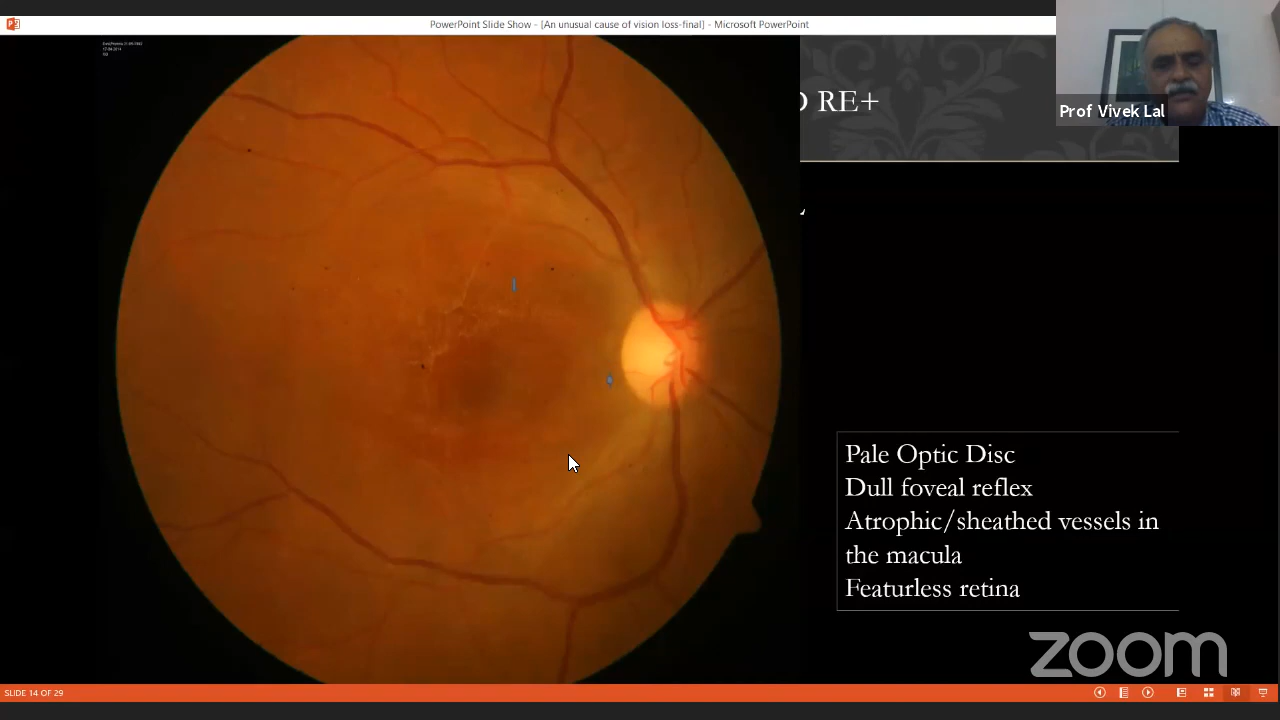 PowerPoint Slide Show - [An unusual cause of vision loss-final] - Microsoft PowerPoint
RE+
Prof Vivek Lal
Pale Optic Disc
Dull foveal reflex
Atrophic/sheathed vessels in
the macula
Featurless retina
zoom
SLIDE 14 OF 29